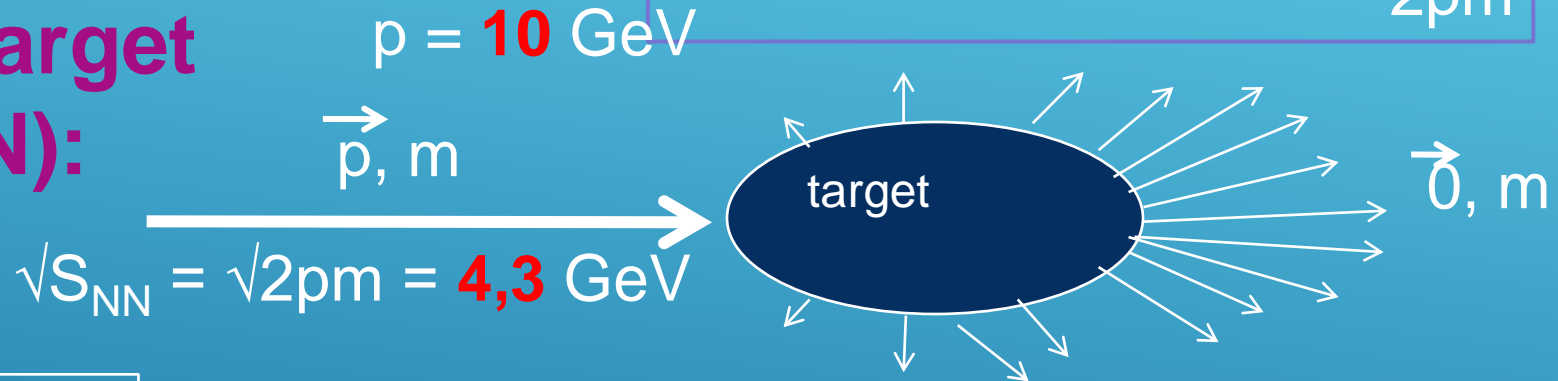 arget
N):
p = 10 GeV
2pm
p, m
target
0, m
√S_NN = √2pm = 4,3 GeV